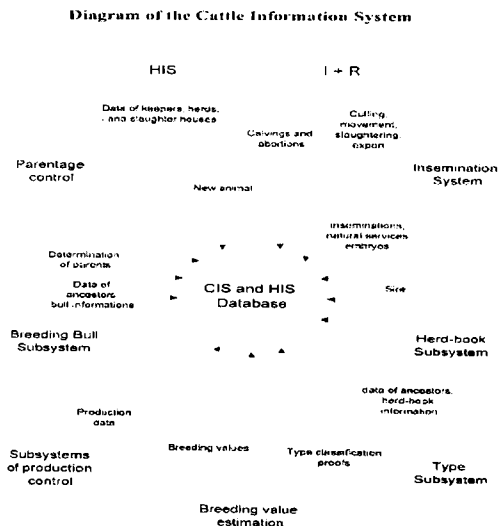 Diagram of the Cattle Information System
HIS
I + R
Data of keepers, herds,
and slaughter houses
Culling,
movement,
slaughtering,
export
Calvings and
abortions
Parentage
control
Insemination
System
New animal
Inseminations,
natural services
embryos
Determination
of parents
Data of
ancestors
bull informations
CIS and HIS
Database
Sire
Breeding Bull
Subsystem
Herd-book
Subsystem
data of ancestors,
herd-book
information
Production
data
Breeding values
Type classification
proofs
Subsystems
of production
control
Type
Subsystem
Breeding value
estimation